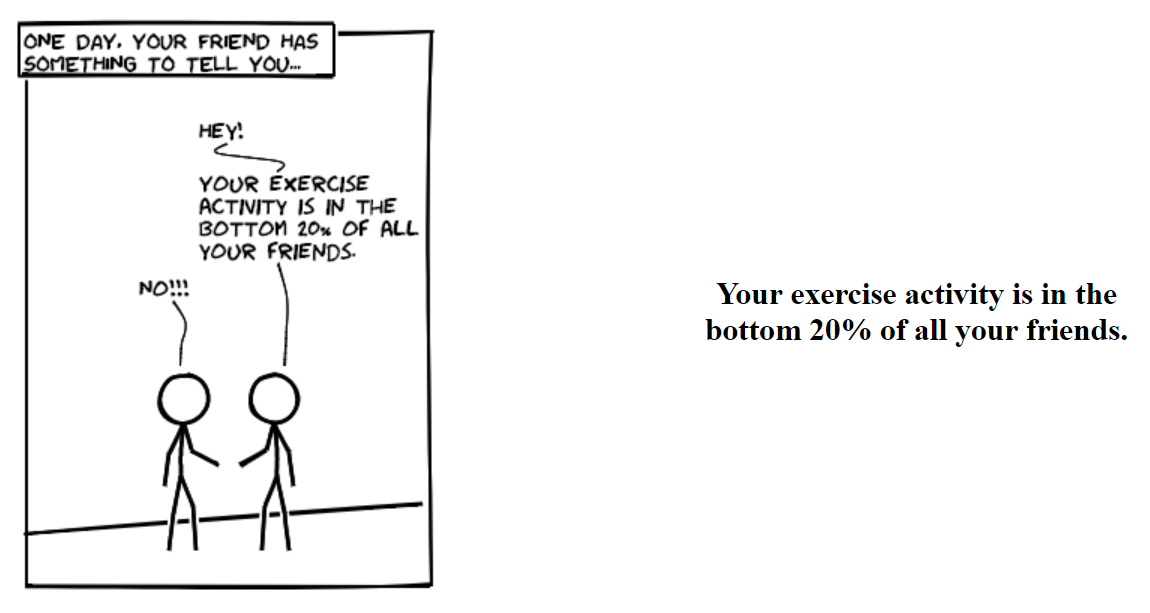 ONE DAY, YOUR FRIEND HAS
SOMETHING TO TELL YOU...
HEY!
YOUR EXERCISE
ACTIVITY IS IN THE
BOTTOM 20% OF ALL
YOUR FRIENDS.
NO!!!
Your exercise activity is in the
bottom 20% of all your friends.